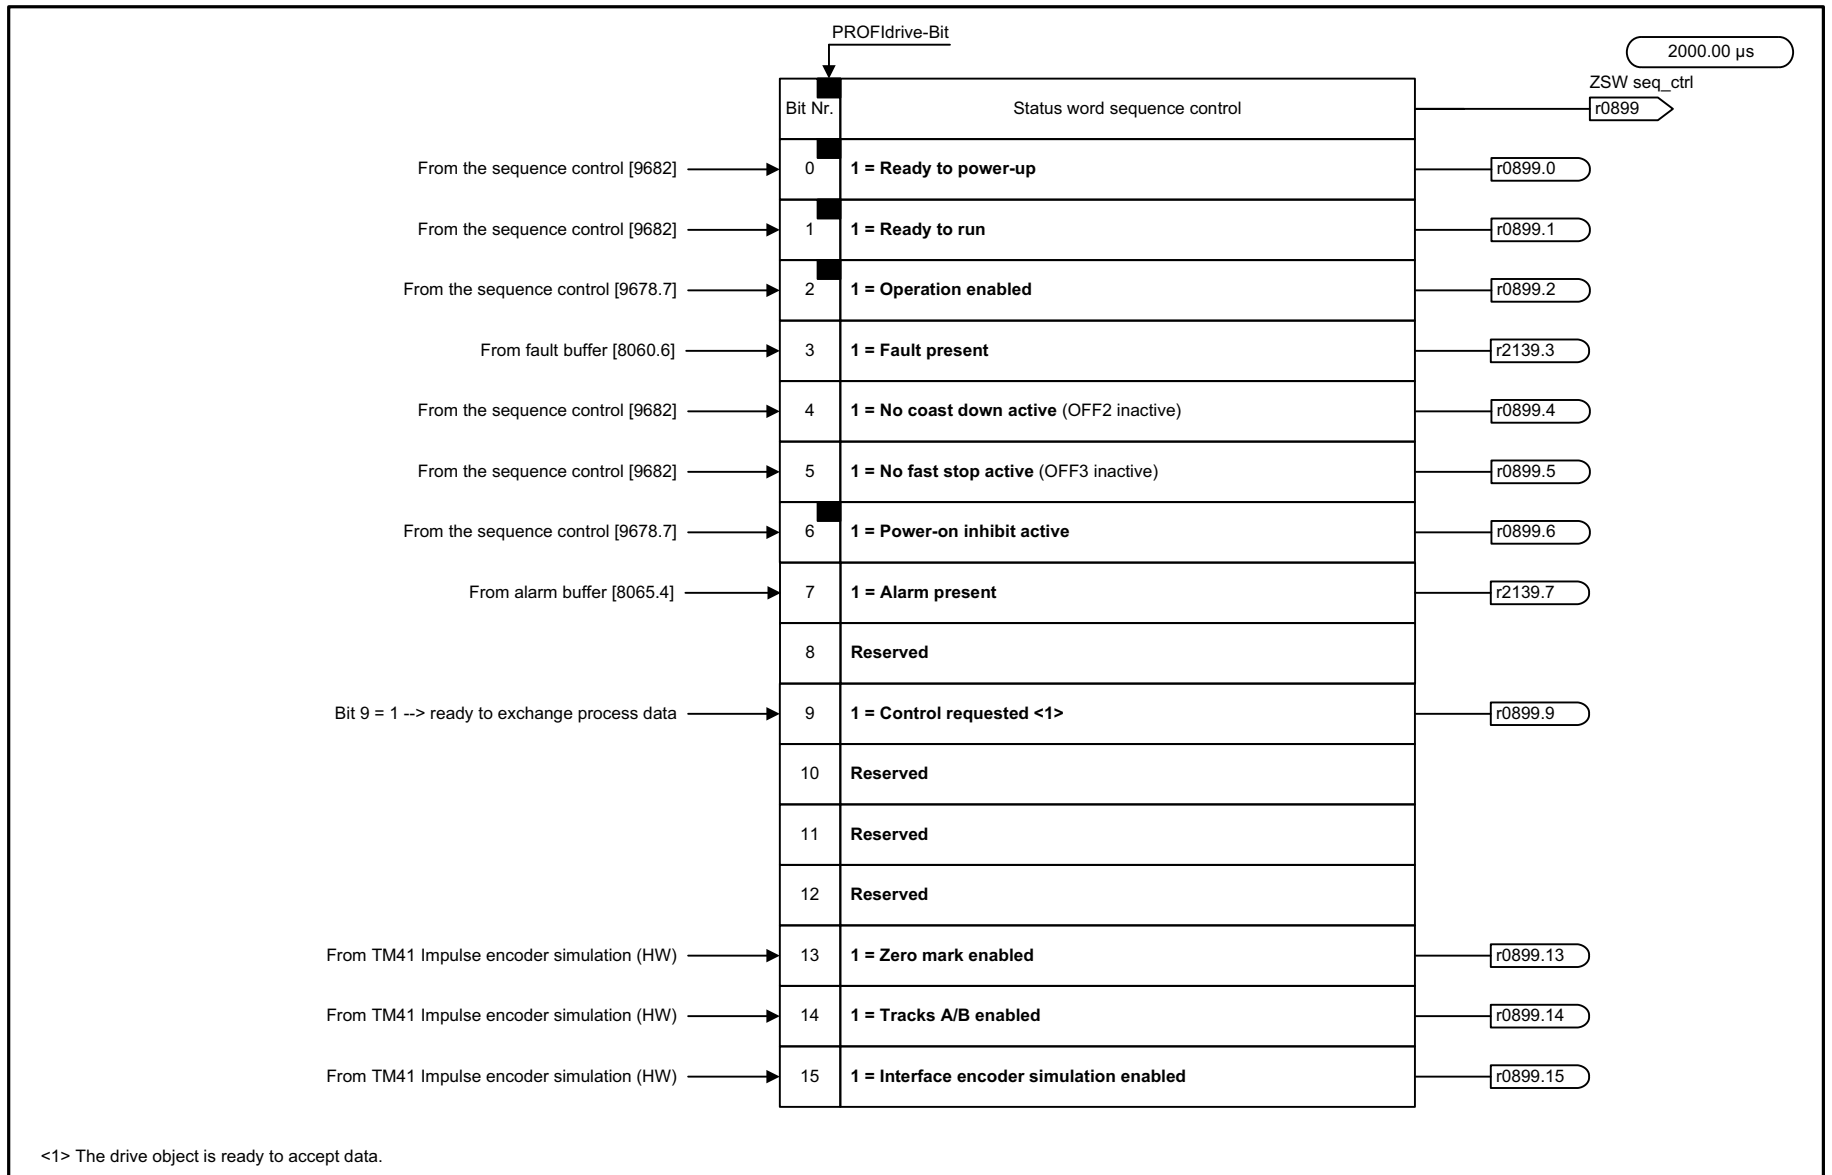 PROFIdrive-Bit
2000.00 µs
ZSW seq_ctrl
Bit Nr. Status word sequence control r0899
From the sequence control [9682] 0 1 = Ready to power-up r0899.0
From the sequence control [9682] 1 1 = Ready to run r0899.1
From the sequence control [9678.7] 2 1 = Operation enabled r0899.2
From fault buffer [8060.6] 3 1 = Fault present r2139.3
From the sequence control [9682] 4 1 = No coast down active (OFF2 inactive) r0899.4
From the sequence control [9682] 5 1 = No fast stop active (OFF3 inactive) r0899.5
From the sequence control [9678.7] 6 1 = Power-on inhibit active r0899.6
From alarm buffer [8065.4] 7 1 = Alarm present r2139.7
8 Reserved
Bit 9 = 1 --> ready to exchange process data 9 1 = Control requested <1> r0899.9
10 Reserved
11 Reserved
12 Reserved
From TM41 Impulse encoder simulation (HW) 13 1 = Zero mark enabled r0899.13
From TM41 Impulse encoder simulation (HW) 14 1 = Tracks A/B enabled r0899.14
From TM41 Impulse encoder simulation (HW) 15 1 = Interface encoder simulation enabled r0899.15
<1> The drive object is ready to accept data.